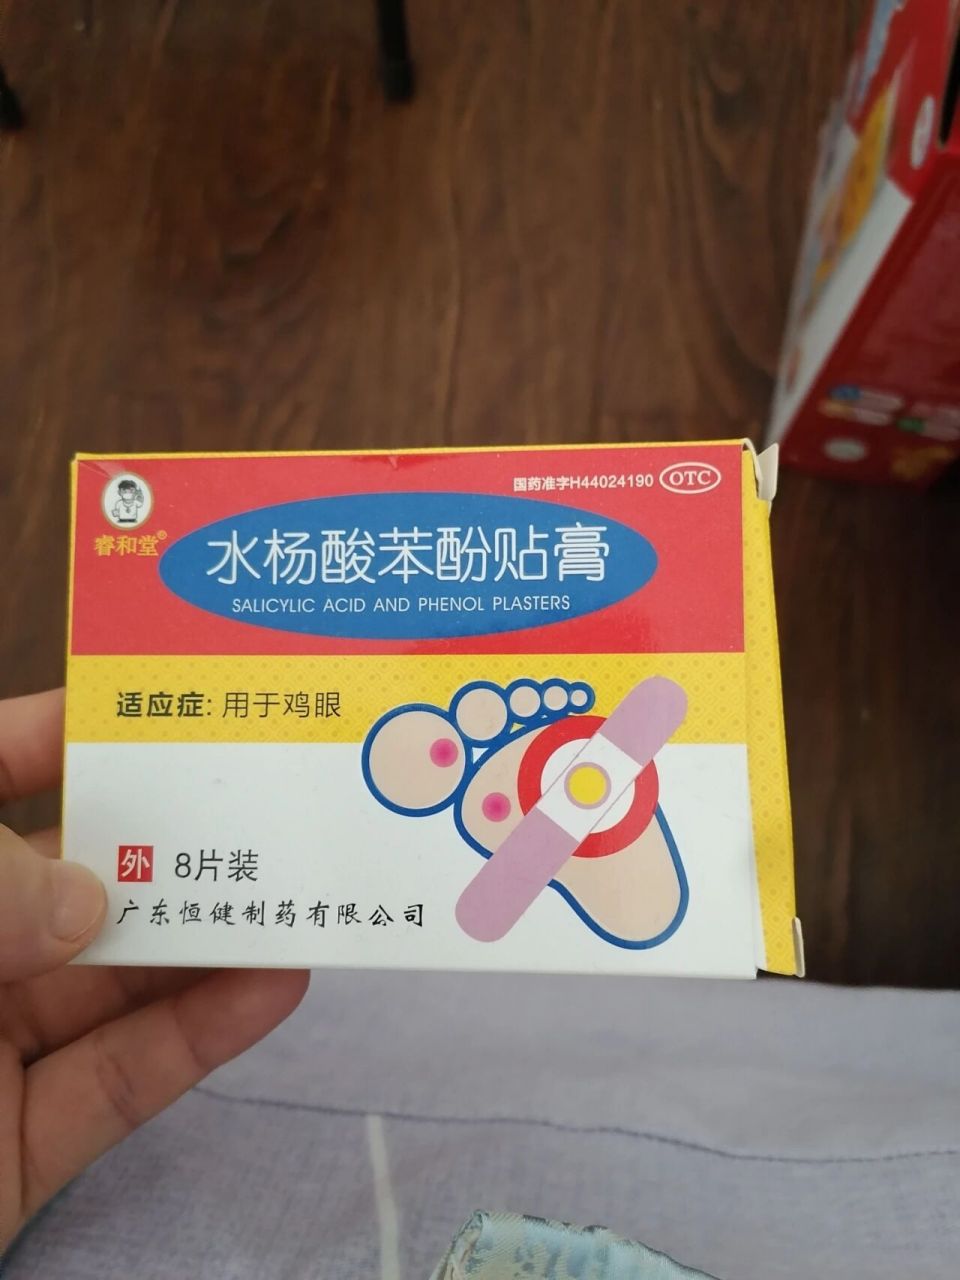 国药准字H44024190 OTC
睿和堂®
水杨酸苯酚贴膏
SALICYLIC ACID AND PHENOL PLASTERS
适应症: 用于鸡眼
外 8片装
广东恒健制药有限公司